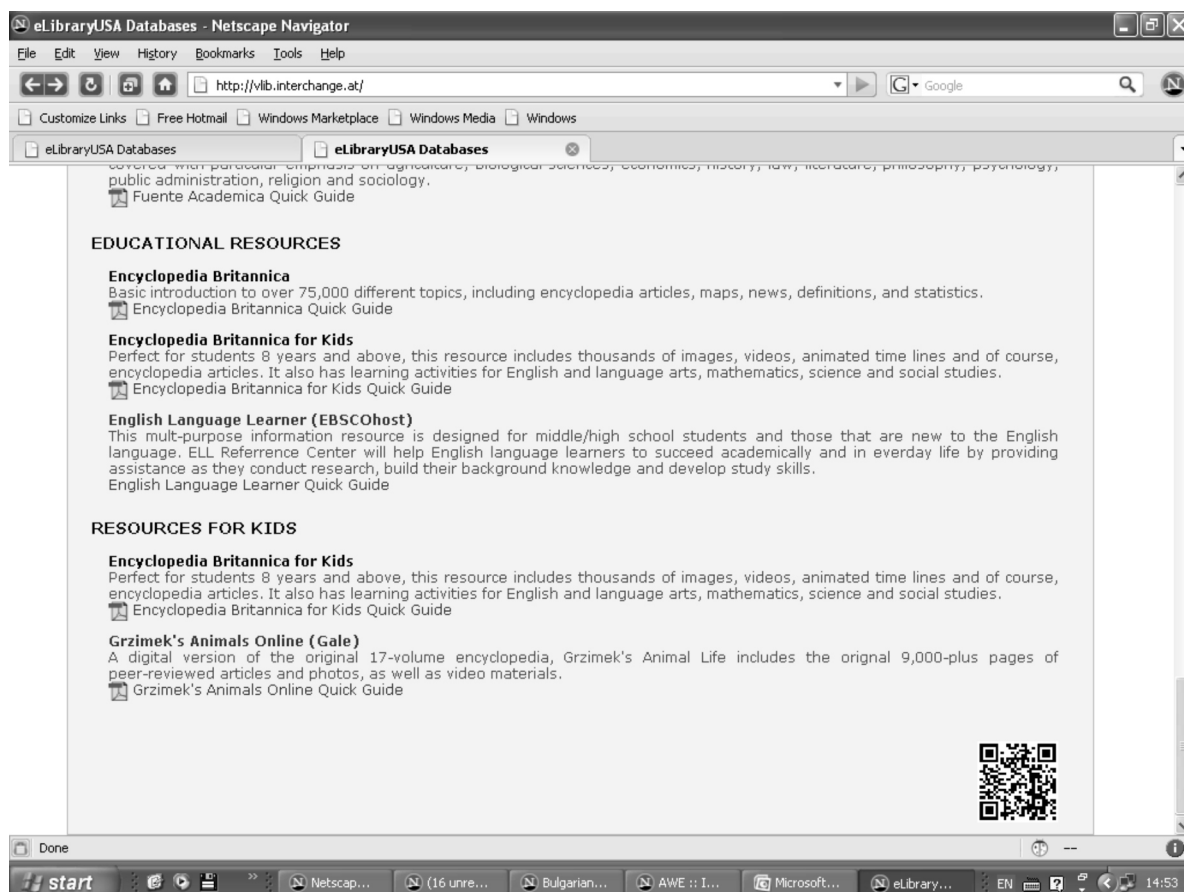 eLibraryUSA Databases - Netscape Navigator
File Edit View History Bookmarks Tools Help
http://vlib.interchange.at/
G Google
N
Customize Links Free Hotmail Windows Marketplace Windows Media Windows
eLibraryUSA Databases eLibraryUSA Databases
covered with particular emphasis on agriculture, biological sciences, economics, history, law, literature, philosophy, psychology,
public administration, religion and sociology.
Fuente Academica Quick Guide
EDUCATIONAL RESOURCES
Encyclopedia Britannica
Basic introduction to over 75,000 different topics, including encyclopedia articles, maps, news, definitions, and statistics.
Encyclopedia Britannica Quick Guide
Encyclopedia Britannica for Kids
Perfect for students 8 years and above, this resource includes thousands of images, videos, animated time lines and of course,
encyclopedia articles. It also has learning activities for English and language arts, mathematics, science and social studies.
Encyclopedia Britannica for Kids Quick Guide
English Language Learner (EBSCOhost)
This mult-purpose information resource is designed for middle/high school students and those that are new to the English
language. ELL Referrence Center will help English language learners to succeed academically and in everday life by providing
assistance as they conduct research, build their background knowledge and develop study skills.
English Language Learner Quick Guide
RESOURCES FOR KIDS
Encyclopedia Britannica for Kids
Perfect for students 8 years and above, this resource includes thousands of images, videos, animated time lines and of course,
encyclopedia articles. It also has learning activities for English and language arts, mathematics, science and social studies.
Encyclopedia Britannica for Kids Quick Guide
Grzimek's Animals Online (Gale)
A digital version of the original 17-volume encyclopedia, Grzimek's Animal Life includes the orignal 9,000-plus pages of
peer-reviewed articles and photos, as well as video materials.
Grzimek's Animals Online Quick Guide
Done --
start » Netscap... (16 unre... Bulgarian... AWE :: I... Microsoft... eLibrary... EN 14:53